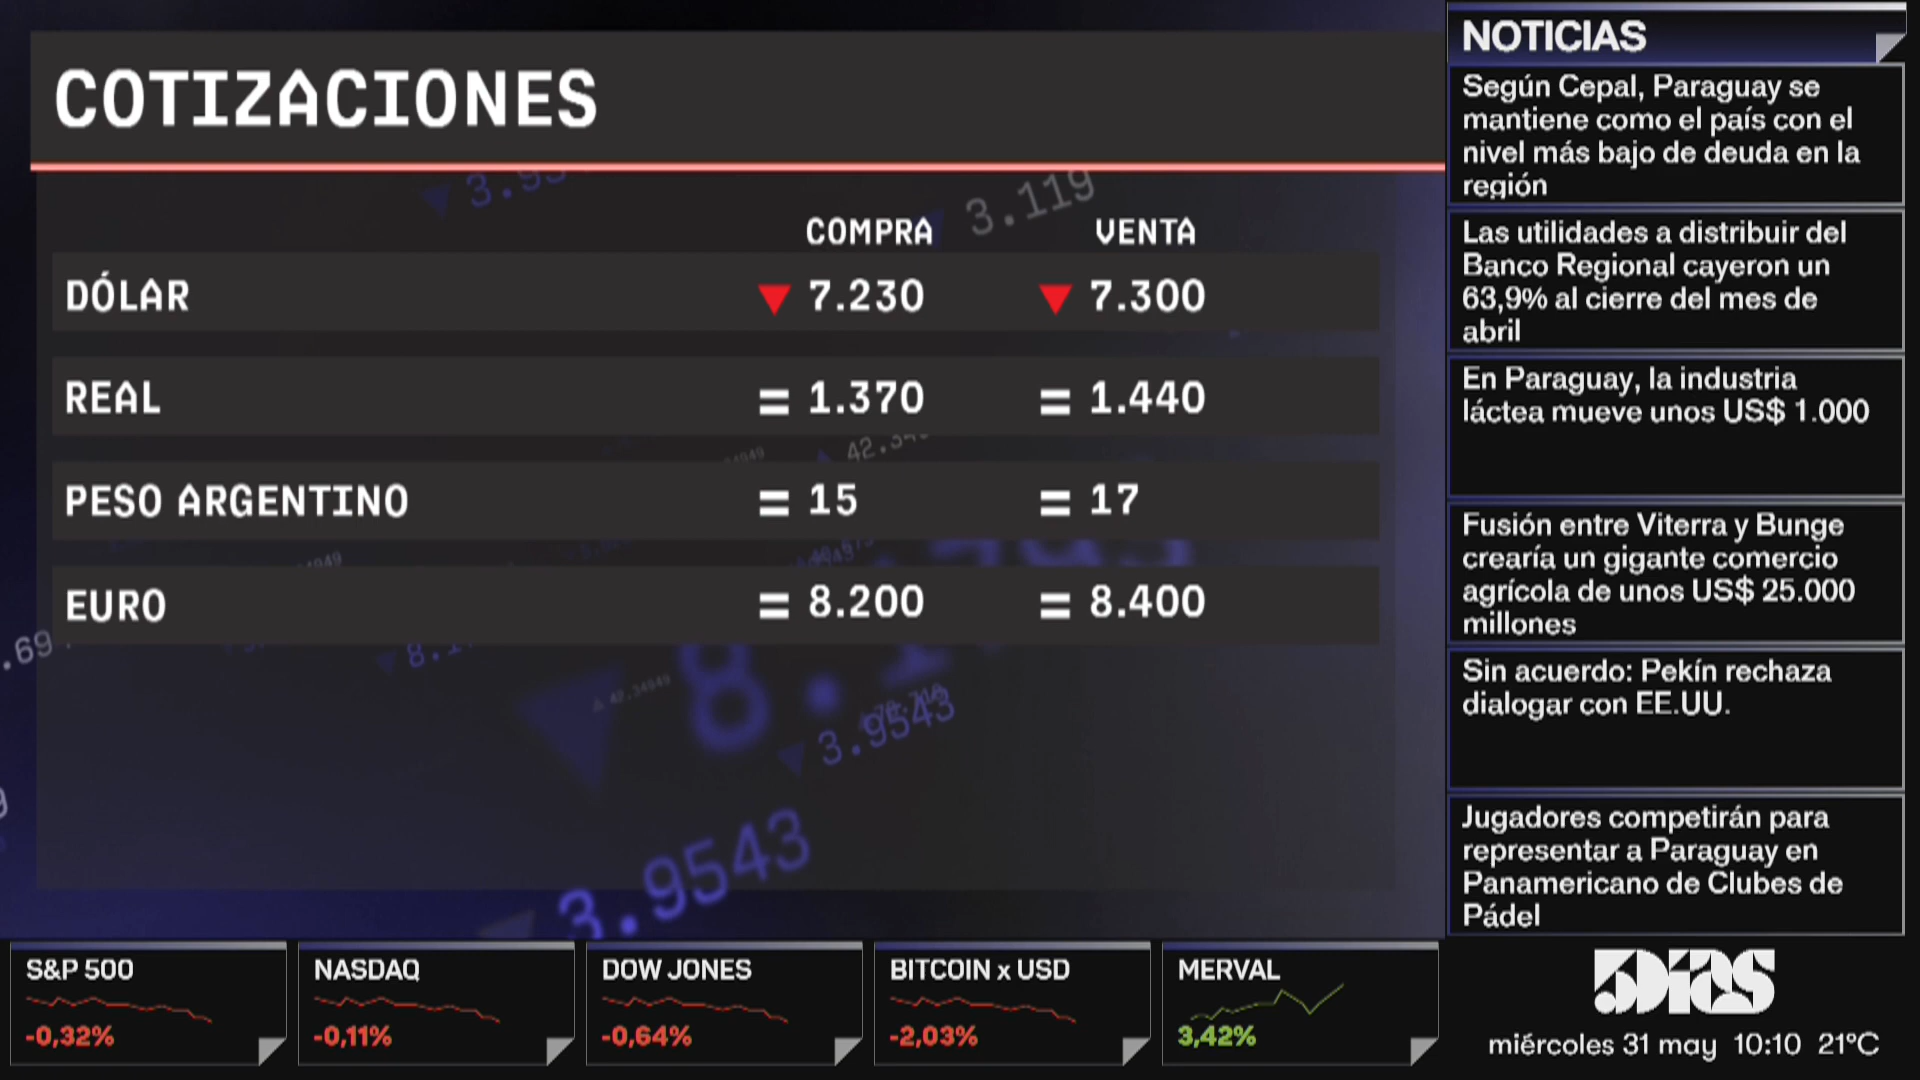 COTIZACIONES
COMPRA VENTA
DÓLAR ▼ 7.230 ▼ 7.300
REAL = 1.370 = 1.440
PESO ARGENTINO = 15 = 17
EURO = 8.200 = 8.400
3.119
3.9543
3.9543
NOTICIAS
Según Cepal, Paraguay se
mantiene como el país con el
nivel más bajo de deuda en la
región
Las utilidades a distribuir del
Banco Regional cayeron un
63,9% al cierre del mes de
abril
En Paraguay, la industria
láctea mueve unos US$ 1.000
Fusión entre Viterra y Bunge
crearía un gigante comercio
agrícola de unos US$ 25.000
millones
Sin acuerdo: Pekín rechaza
dialogar con EE.UU.
Jugadores competirán para
representar a Paraguay en
Panamericano de Clubes de
Pádel
S&P 500
-0,32%
NASDAQ
-0,11%
DOW JONES
-0,64%
BITCOIN x USD
-2,03%
MERVAL
3,42%
5DÍAS
miércoles 31 may 10:10 21°C